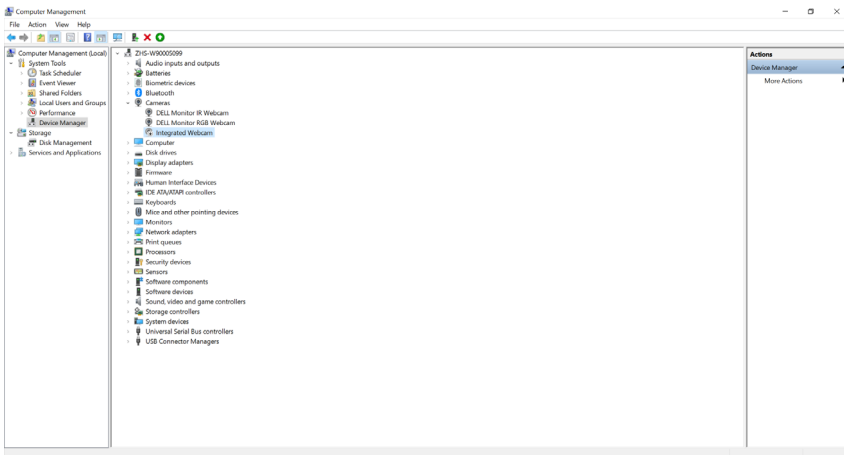 Computer Management
File Action View Help
Computer Management (Local)
System Tools
Task Scheduler
Event Viewer
Shared Folders
Local Users and Groups
Performance
Device Manager
Storage
Disk Management
Services and Applications
ZHS-W90005099
Audio inputs and outputs
Batteries
Biometric devices
Bluetooth
Cameras
DELL Monitor IR Webcam
DELL Monitor RGB Webcam
Integrated Webcam
Computer
Disk drives
Display adapters
Firmware
Human Interface Devices
IDE ATA/ATAPI controllers
Keyboards
Mice and other pointing devices
Monitors
Network adapters
Print queues
Processors
Security devices
Sensors
Software components
Software devices
Sound, video and game controllers
Storage controllers
System devices
Universal Serial Bus controllers
USB Connector Managers
Actions
Device Manager
More Actions